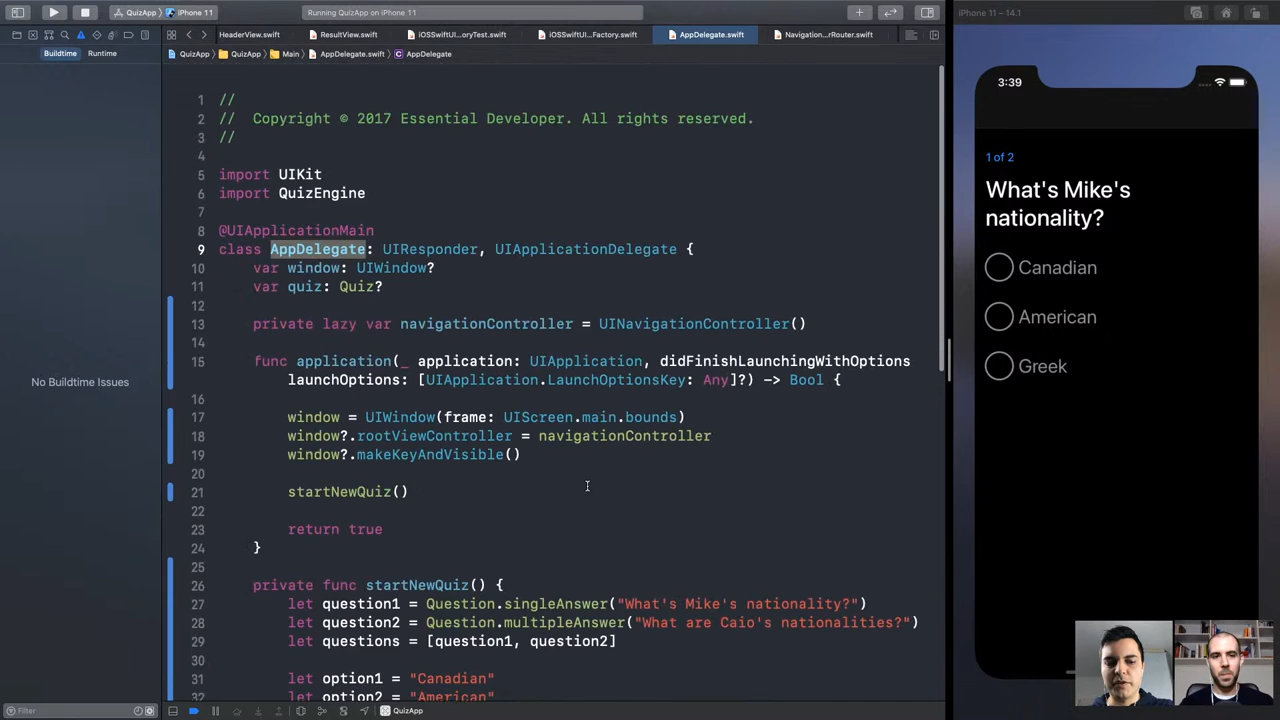 QuizApp > iPhone 11
Running QuizApp on iPhone 11
iPhone 11 – 14.1
HeaderView.swift
ResultView.swift
iOSSwiftUI...oryTest.swift
iOSSwiftUI...Factory.swift
AppDelegate.swift
Navigation...rRouter.swift
Buildtime
Runtime
QuizApp > QuizApp > Main > AppDelegate.swift > C AppDelegate
No Buildtime Issues
1 //
2 // Copyright © 2017 Essential Developer. All rights reserved.
3 //
4
5 import UIKit
6 import QuizEngine
7
8 @UIApplicationMain
9 class AppDelegate: UIResponder, UIApplicationDelegate {
10 var window: UIWindow?
11 var quiz: Quiz?
12
13 private lazy var navigationController = UINavigationController()
14
15 func application(_ application: UIApplication, didFinishLaunchingWithOptions
launchOptions: [UIApplication.LaunchOptionsKey: Any]?) -> Bool {
16
17 window = UIWindow(frame: UIScreen.main.bounds)
18 window?.rootViewController = navigationController
19 window?.makeKeyAndVisible()
20
21 startNewQuiz()
22
23 return true
24 }
25
26 private func startNewQuiz() {
27 let question1 = Question.singleAnswer("What's Mike's nationality?")
28 let question2 = Question.multipleAnswer("What are Caio's nationalities?")
29 let questions = [question1, question2]
30
31 let option1 = "Canadian"
32 let option2 = "American"
Filter
QuizApp
3:39
1 of 2
What's Mike's
nationality?
Canadian
American
Greek